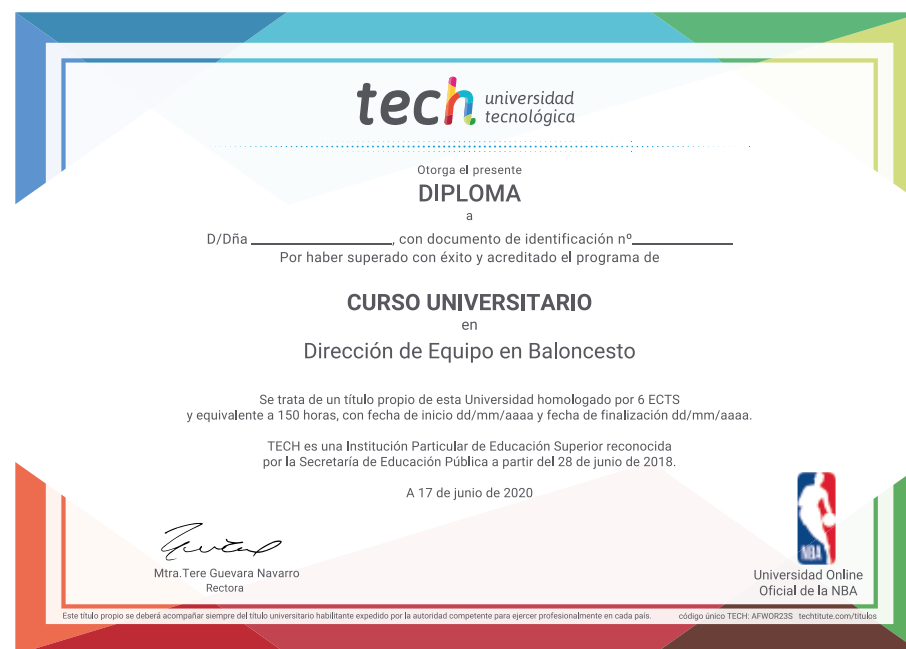 tech universidad
tecnológica
Otorga el presente
DIPLOMA
a
D/Dña ________________, con documento de identificación nº____________
Por haber superado con éxito y acreditado el programa de
CURSO UNIVERSITARIO
en
Dirección de Equipo en Baloncesto
Se trata de un título propio de esta Universidad homologado por 6 ECTS
y equivalente a 150 horas, con fecha de inicio dd/mm/aaaa y fecha de finalización dd/mm/aaaa.
TECH es una Institución Particular de Educación Superior reconocida
por la Secretaría de Educación Pública a partir del 28 de junio de 2018.
A 17 de junio de 2020
Mtra.Tere Guevara Navarro
Rectora
NBA
Universidad Online
Oficial de la NBA
Este título propio se deberá acompañar siempre del título universitario habilitante expedido por la autoridad competente para ejercer profesionalmente en cada país.
código único TECH: AFWOR23S techtitute.com/titulos